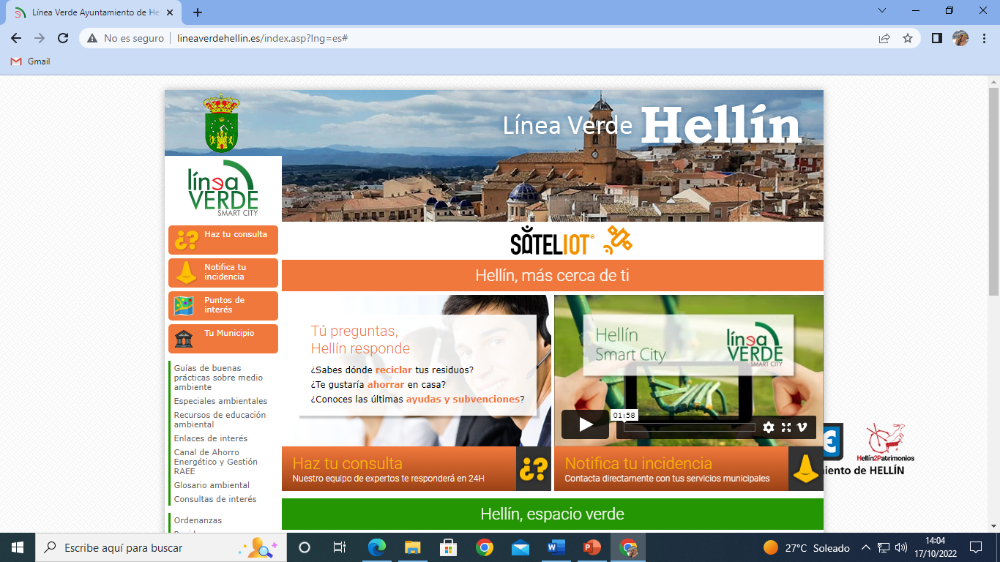 Línea Verde Ayuntamiento de He
No es seguro
lineaverdehellin.es/index.asp?lng=es#
Gmail
Línea Verde Hellín
línea
VERDE
SMART CITY
SATELIOT®
Haz tu consulta
Notifica tu
incidencia
Puntos de
interés
Tu Municipio
Guías de buenas
prácticas sobre medio
ambiente
Especiales ambientales
Recursos de educación
ambiental
Enlaces de interés
Canal de Ahorro
Energético y Gestión
RAEE
Glosario ambiental
Consultas de interés
Ordenanzas
Hellín, más cerca de ti
Tú preguntas,
Hellín responde
¿Sabes dónde reciclar tus residuos?
¿Te gustaría ahorrar en casa?
¿Conoces las últimas ayudas y subvenciones?
Haz tu consulta
Nuestro equipo de expertos te responderá en 24H
¿?
Hellín
Smart City
línea
VERDE
SMART CITY
01:58
Notifica tu incidencia
Contacta directamente con tus servicios municipales
€
Hellín2Patrimonios
miento de HELLÍN
Hellín, espacio verde
Escribe aquí para buscar
27°C Soleado
14:04
17/10/2022